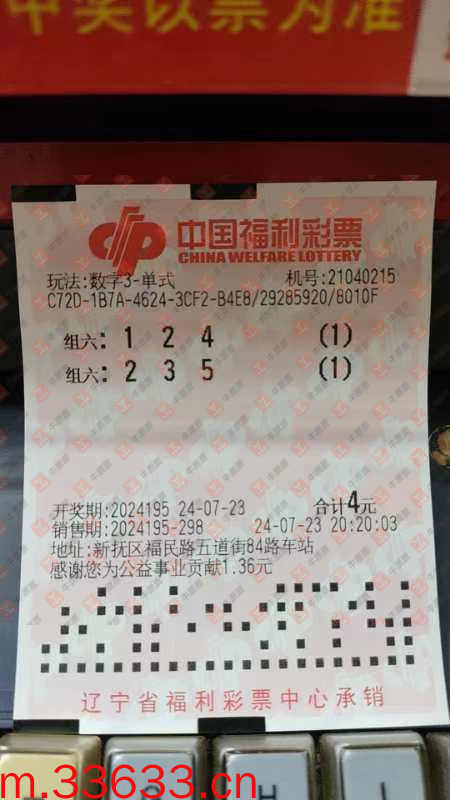 中奖以票为准
中国福利彩票
CHINA WELFARE LOTTERY
玩法:数字3-单式 机号:21040215
C72D-1B7A-4624-3CF2-B4E8/29285920/8010F
组六: 1 2 4 (1)
组六: 2 3 5 (1)
开奖期:2024195 24-07-23 合计4元
销售期:2024195-298 24-07-23 20:20:03
地址:新抚区福民路五道街84路车站
感谢您为公益事业贡献1.36元
辽宁省福利彩票中心承销
m.33633.cn